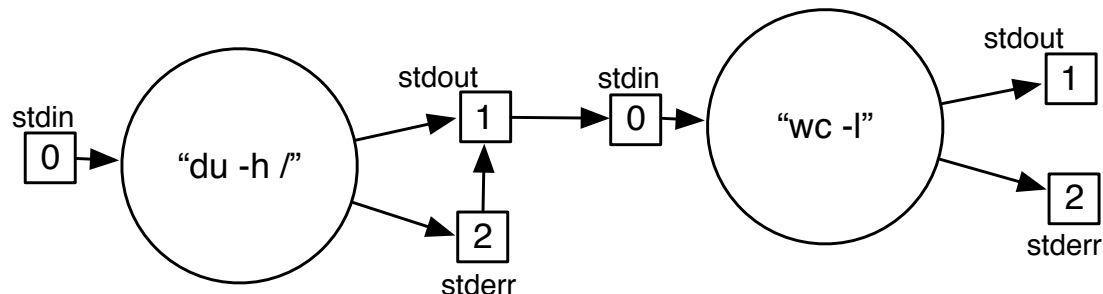 stdin
0
“du -h /”
stdout
1
2
stderr
stdin
0
“wc -l”
stdout
1
2
stderr